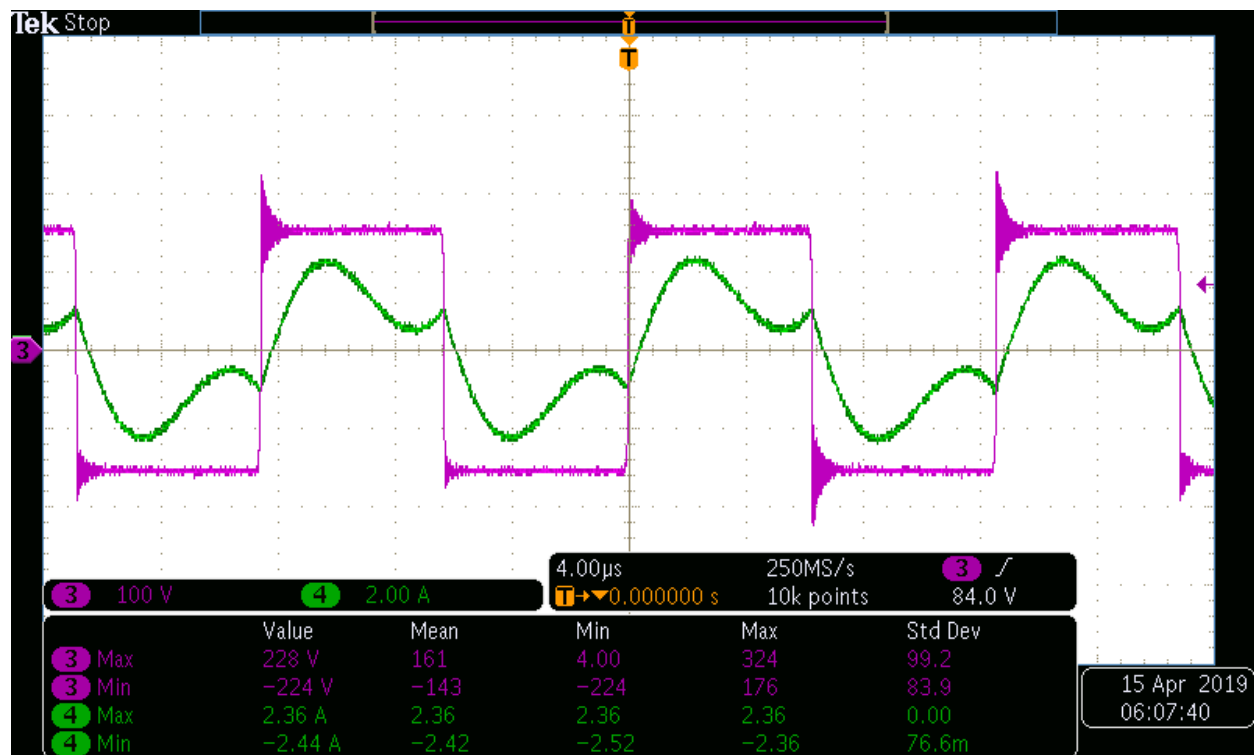 Tek Stop
T
T
3
4.00µs 250MS/s 3
T→▼0.000000 s 10k points 84.0 V
3 100 V 4 2.00 A
Value Mean Min Max Std Dev
3 Max 228 V 161 4.00 324 99.2
3 Min −224 V −143 −224 176 83.9
4 Max 2.36 A 2.36 2.36 2.36 0.00
4 Min −2.44 A −2.42 −2.52 −2.36 76.6m
15 Apr 2019
06:07:40